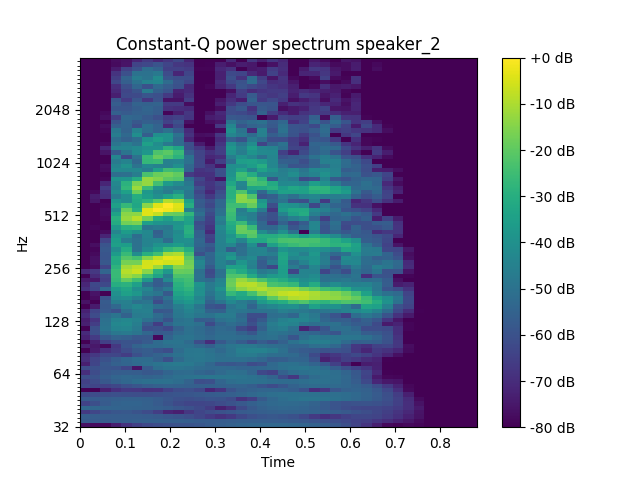 Constant-Q power spectrum speaker_2
Hz
2048
1024
512
256
128
64
32
0 0.1 0.2 0.3 0.4 0.5 0.6 0.7 0.8
Time
+0 dB
-10 dB
-20 dB
-30 dB
-40 dB
-50 dB
-60 dB
-70 dB
-80 dB